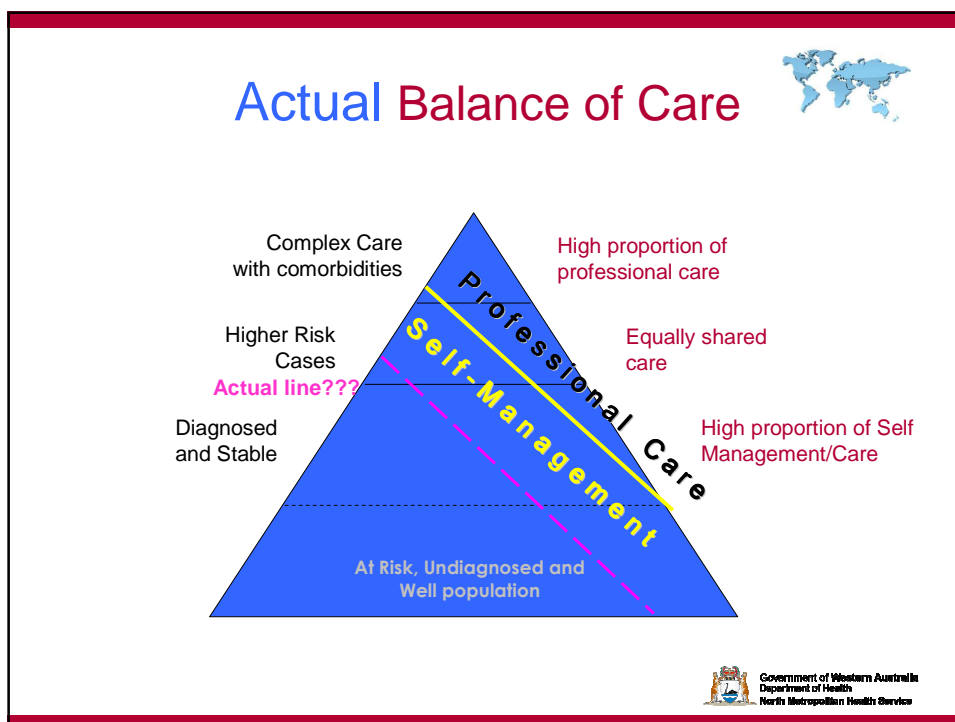 Actual Balance of Care
Complex Care
with comorbidities
High proportion of
professional care
Professional Care
Self-Management
Higher Risk
Cases
Actual line???
Equally shared
care
Diagnosed
and Stable
High proportion of Self
Management/Care
At Risk, Undiagnosed and
Well population
Government of Western Australia
Department of Health
North Metropolitan Health Service